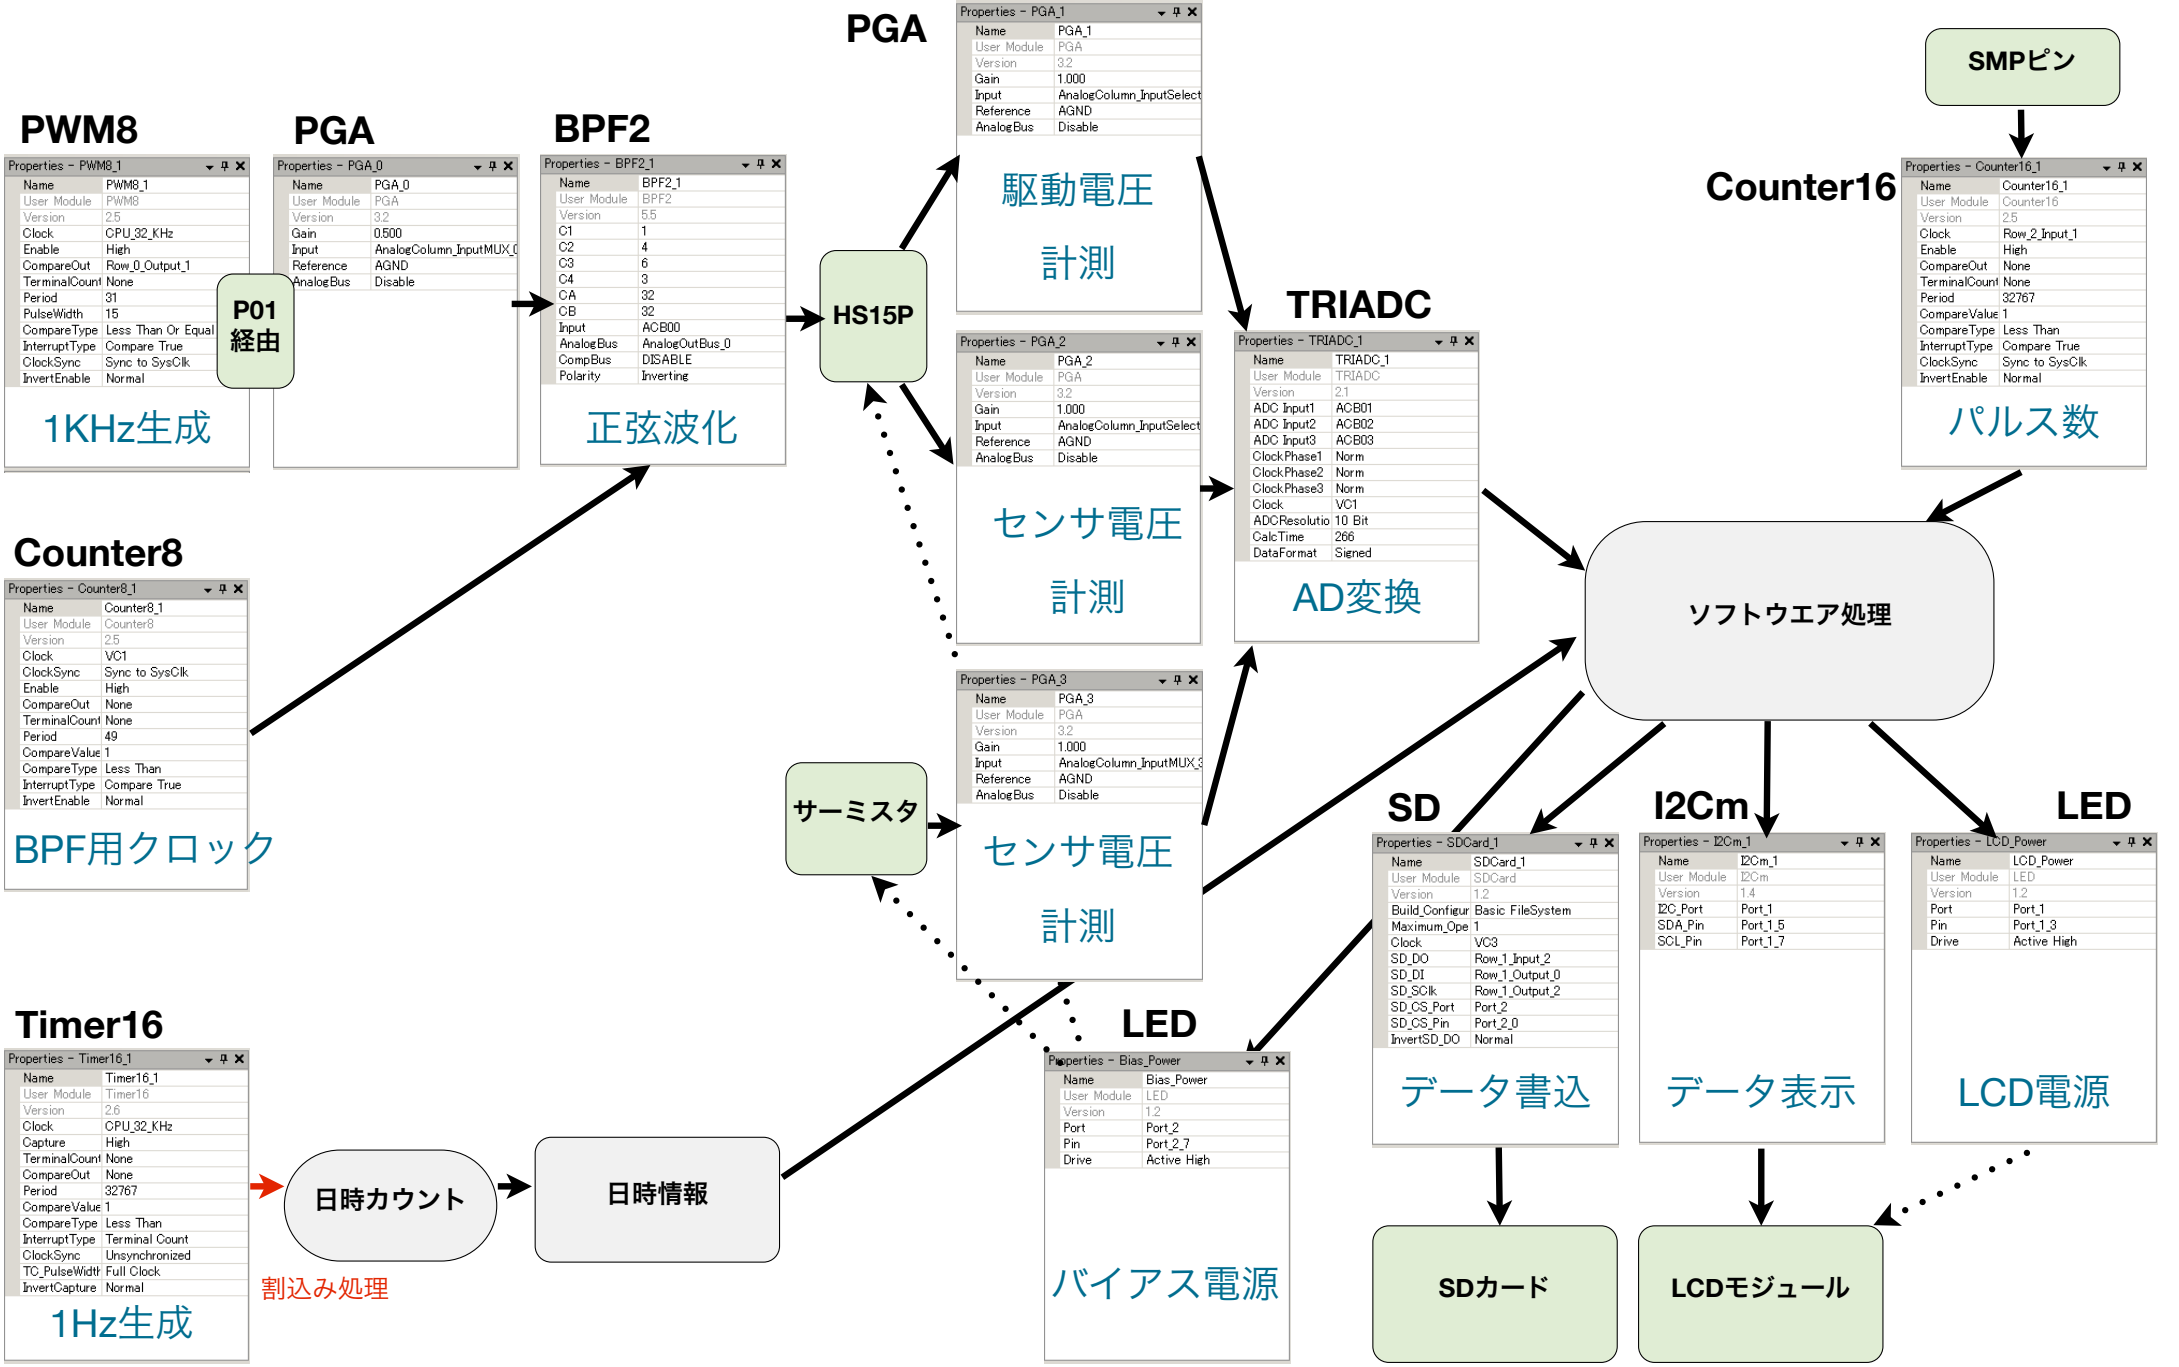 PWM8
Properties - PWM8_1
Name PWM8_1
User Module PWM8
Version 2.5
Clock CPU_32_KHz
Enable High
CompareOut Row_0_Output_1
TerminalCount None
Period 31
PulseWidth 15
CompareType Less Than Or Equal
InterruptType Compare True
ClockSync Sync to SysClk
InvertEnable Normal
1KHz生成
P01
経由
PGA
Properties - PGA_0
Name PGA_0
User Module PGA
Version 3.2
Gain 0.500
Input AnalogColumn_InputMUX_0
Reference AGND
AnalogBus Disable
BPF2
Properties - BPF2_1
Name BPF2_1
User Module BPF2
Version 5.5
C1 1
C2 4
C3 6
C4 3
CA 32
CB 32
Input ACB00
AnalogBus AnalogOutBus_0
CompBus DISABLE
Polarity Inverting
正弦波化
HS15P
PGA
Properties - PGA_1
Name PGA_1
User Module PGA
Version 3.2
Gain 1.000
Input AnalogColumn_InputSelect
Reference AGND
AnalogBus Disable
駆動電圧
計測
Properties - PGA_2
Name PGA_2
User Module PGA
Version 3.2
Gain 1.000
Input AnalogColumn_InputSelect
Reference AGND
AnalogBus Disable
センサ電圧
計測
TRIADC
Properties - TRIADC_1
Name TRIADC_1
User Module TRIADC
Version 2.1
ADC Input1 ACB01
ADC Input2 ACB02
ADC Input3 ACB03
ClockPhase1 Norm
ClockPhase2 Norm
ClockPhase3 Norm
Clock VC1
ADCResolutio 10 Bit
CalcTime 266
DataFormat Signed
AD変換
SMPピン
Counter16
Properties - Counter16_1
Name Counter16_1
User Module Counter16
Version 2.5
Clock Row_2_Input_1
Enable High
CompareOut None
TerminalCount None
Period 32767
CompareValue 1
CompareType Less Than
InterruptType Compare True
ClockSync Sync to SysClk
InvertEnable Normal
パルス数
ソフトウエア処理
Counter8
Properties - Counter8_1
Name Counter8_1
User Module Counter8
Version 2.5
Clock VC1
ClockSync Sync to SysClk
Enable High
CompareOut None
TerminalCount None
Period 49
CompareValue 1
CompareType Less Than
InterruptType Compare True
InvertEnable Normal
BPF用クロック
サーミスタ
Properties - PGA_3
Name PGA_3
User Module PGA
Version 3.2
Gain 1.000
Input AnalogColumn_InputMUX_3
Reference AGND
AnalogBus Disable
センサ電圧
計測
SD
Properties - SDCard_1
Name SDCard_1
User Module SDCard
Version 1.2
Build_Configur Basic FileSystem
Maximum_Ope 1
Clock VC3
SD_DO Row_1_Input_2
SD_DI Row_1_Output_0
SD_SClk Row_1_Output_2
SD_CS_Port Port_2
SD_CS_Pin Port_2_0
InvertSD_DO Normal
データ書込
SDカード
I2Cm
Properties - I2Cm_1
Name I2Cm_1
User Module I2Cm
Version 1.4
I2C_Port Port_1
SDA_Pin Port_1_5
SCL_Pin Port_1_7
データ表示
LCDモジュール
LED
Properties - LCD_Power
Name LCD_Power
User Module LED
Version 1.2
Port Port_1
Pin Port_1_3
Drive Active High
LCD電源
Timer16
Properties - Timer16_1
Name Timer16_1
User Module Timer16
Version 2.6
Clock CPU_32_KHz
Capture High
TerminalCount None
CompareOut None
Period 32767
CompareValue 1
CompareType Less Than
InterruptType Terminal Count
ClockSync Unsynchronized
TC_PulseWidth Full Clock
InvertCapture Normal
1Hz生成
割込み処理
日時カウント
日時情報
LED
Properties - Bias_Power
Name Bias_Power
User Module LED
Version 1.2
Port Port_2
Pin Port_2_7
Drive Active High
バイアス電源